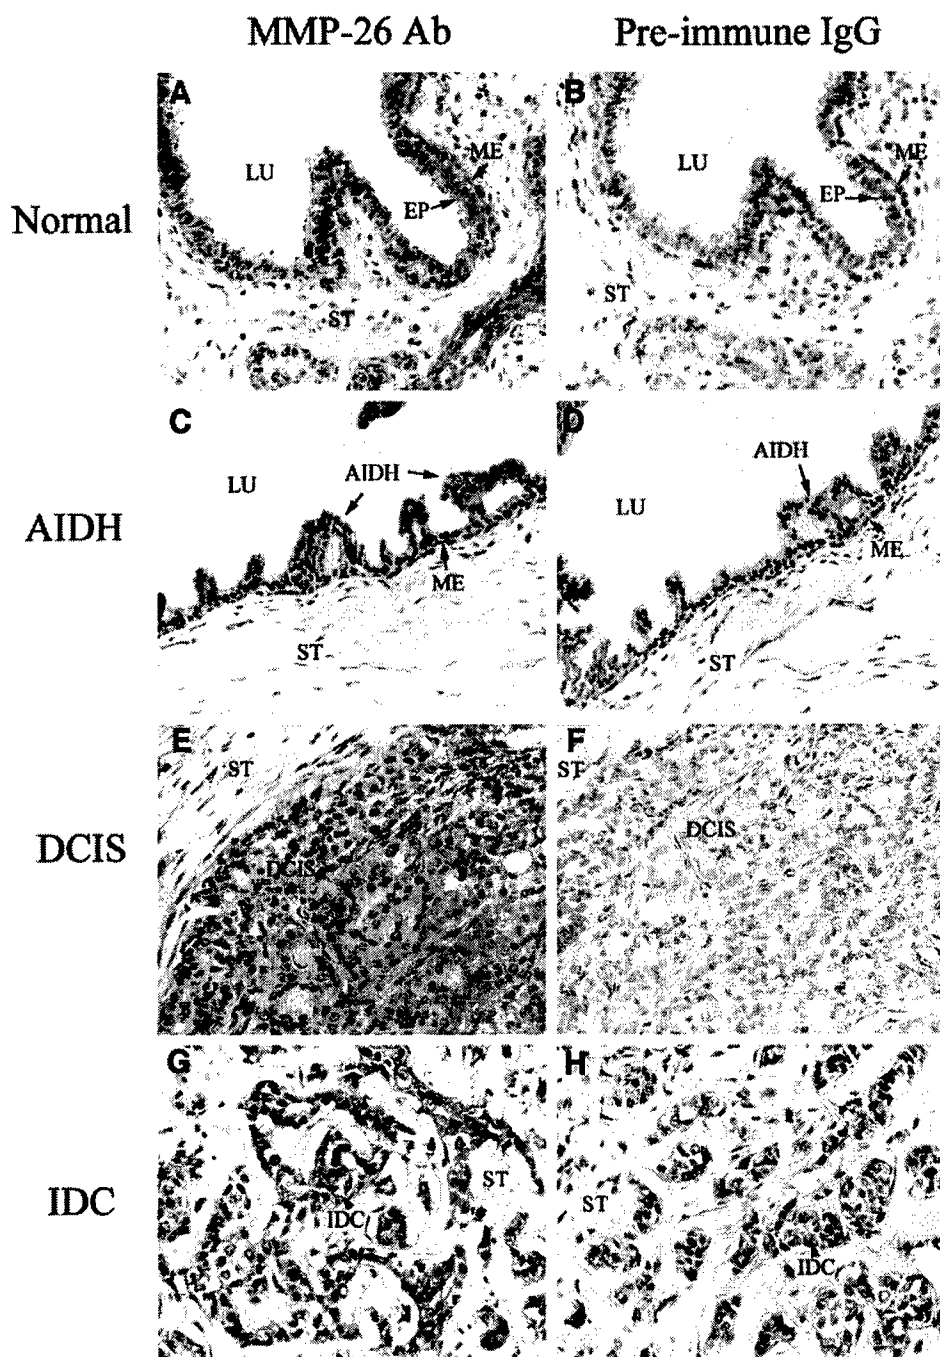 MMP-26 Ab Pre-immune IgG
Normal
A
LU
ME
EP
ST
B
LU
ME
EP
ST
AIDH
C
AIDH
LU
ME
ST
D
AIDH
LU
ME
ST
DCIS
E
ST
DCIS
F
ST
DCIS
IDC
G
ST
IDC
H
ST
IDC